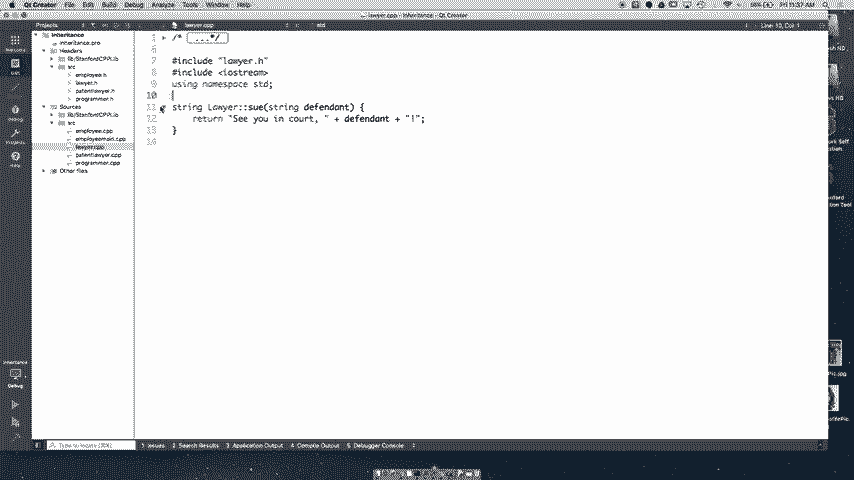 Qt Creator File Edit Build Debug Analyze Tools Window Help
Fri 11:37 AM
lawyer.cpp - inheritance - Qt Creator
Projects
lawyer.cpp
Line: 10, Col: 1
Inheritance
inheritance.pro
Headers
lib/StanfordCPPLib
src
employee.h
lawyer.h
patentlawyer.h
programmer.h
Sources
lib/StanfordCPPLib
src
employee.cpp
employeemain.cpp
lawyer.cpp
patentlawyer.cpp
programmer.cpp
Other files
Edit
Debug
Projects
Help
1 /* ...*/
6
7 #include "lawyer.h"
8 #include <iostream>
9 using namespace std;
10
11 string Lawyer::sue(string defendant) {
12 return "See you in court, " + defendant + "!";
13 }
14
Inheritance
Debug
Type to locate
1 Issues 2 Search Results 3 Application Output 4 Compile Output 5 Debugger Console